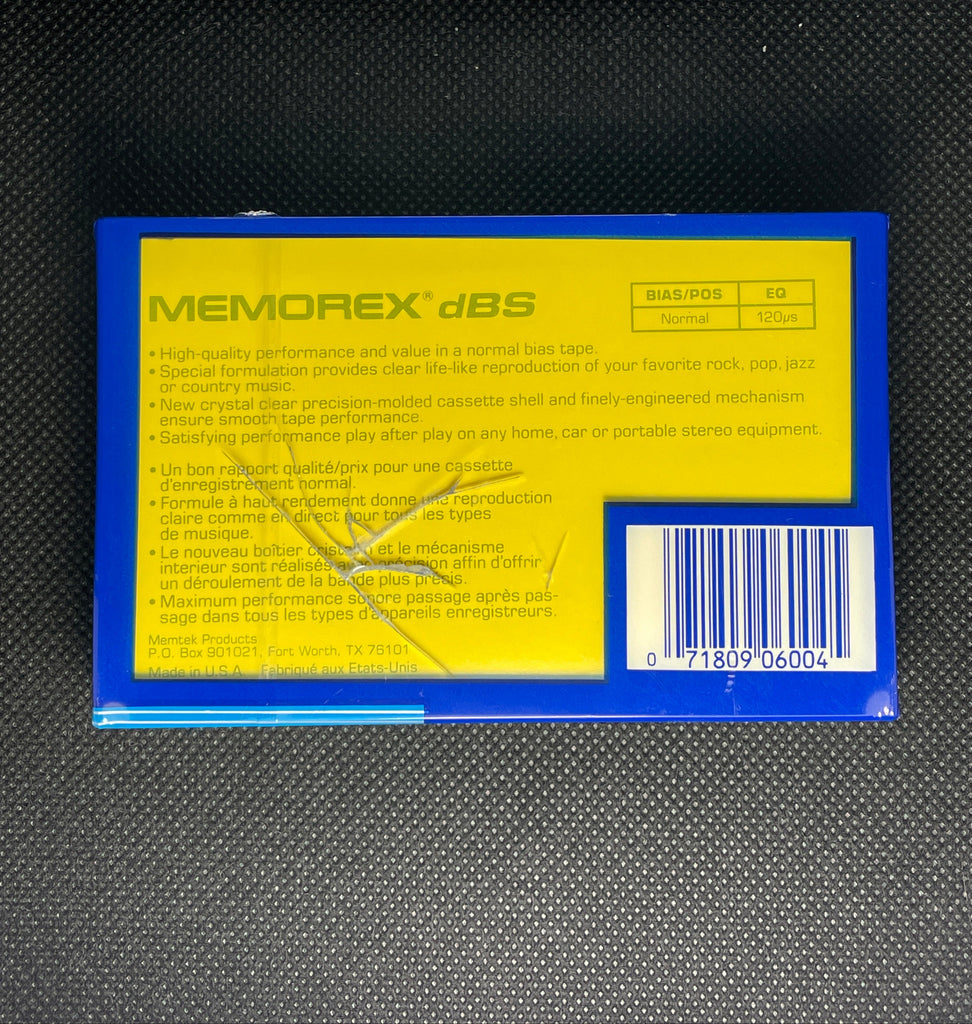 MEMOREX® dBS
BIAS/POS EQ
Normal 120µs
• High-quality performance and value in a normal bias tape.
• Special formulation provides clear life-like reproduction of your favorite rock, pop, jazz
or country music.
• New crystal clear precision-molded cassette shell and finely-engineered mechanism
ensure smooth tape performance.
• Satisfying performance play after play on any home, car or portable stereo equipment.
• Un bon rapport qualité/prix pour une cassette
d'enregistrement normal.
• Formule à haut rendement donne une reproduction
claire comme en direct pour tous les types
de musique.
• Le nouveau boîtier cristallin et le mécanisme
interieur sont réalisés avec précision affin d'offrir
un déroulement de la bande plus précis.
• Maximum performance sonore passage après pas-
sage dans tous les types d'appareils enregistreurs.
Memtek Products
P.O. Box 901021, Fort Worth, TX 76101
Made in U.S.A. Fabriqué aux Etats-Unis
0 71809 06004